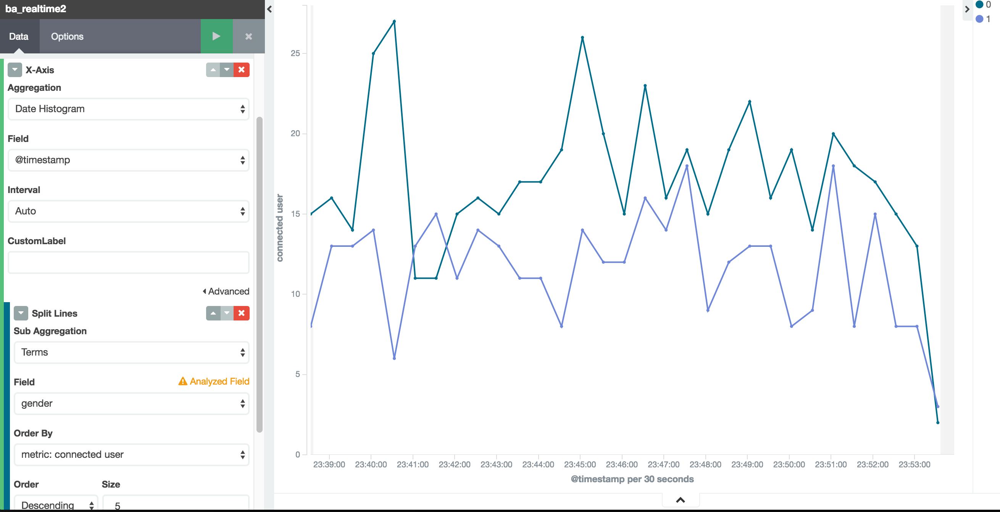 ba_realtime2
Data
Options
X-Axis
Aggregation
Date Histogram
Field
@timestamp
Interval
Auto
CustomLabel
Advanced
Split Lines
Sub Aggregation
Terms
Field
Analyzed Field
gender
Order By
metric: connected user
Order Size
Descending 5
connected user
25
20
15
10
5
0
23:39:00 23:40:00 23:41:00 23:42:00 23:43:00 23:44:00 23:45:00 23:46:00 23:47:00 23:48:00 23:49:00 23:50:00 23:51:00 23:52:00 23:53:00
@timestamp per 30 seconds
0
1